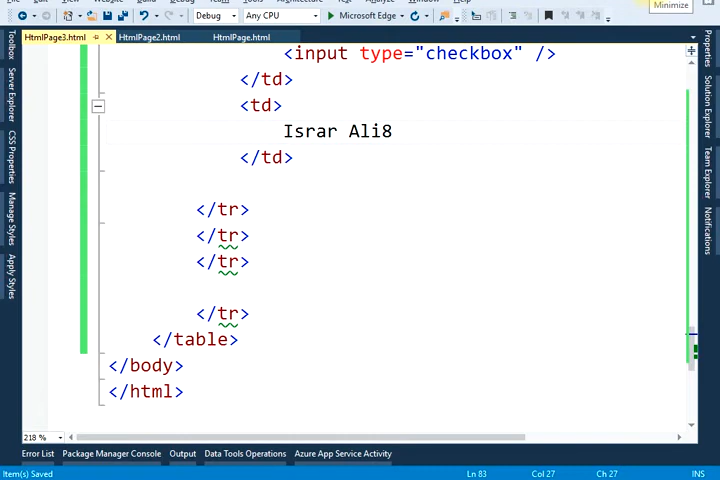 Minimize
Debug Any CPU Microsoft Edge
HtmlPage3.html HtmlPage2.html HtmlPage.html
Toolbox
Server Explorer
CSS Properties
Manage Styles
Apply Styles
<input type="checkbox" />
</td>
<td>
Israr Ali8
</td>
</tr>
</tr>
</tr>
</tr>
</table>
</body>
</html>
Properties
Solution Explorer
Team Explorer
Notifications
218 %
Error List Package Manager Console Output Data Tools Operations Azure App Service Activity
Item(s) Saved Ln 83 Col 27 Ch 27 INS